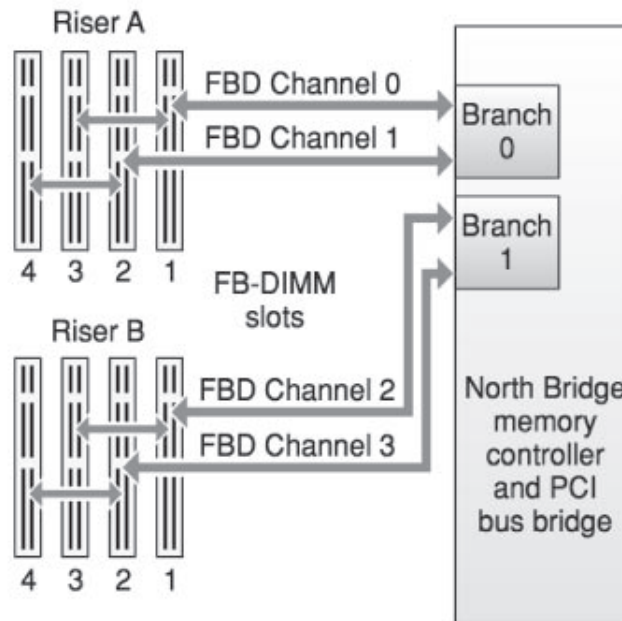 Riser A
FBD Channel 0
FBD Channel 1
Branch
0
Branch
1
4 3 2 1
FB-DIMM
slots
Riser B
FBD Channel 2
FBD Channel 3
4 3 2 1
North Bridge
memory
controller
and PCI
bus bridge